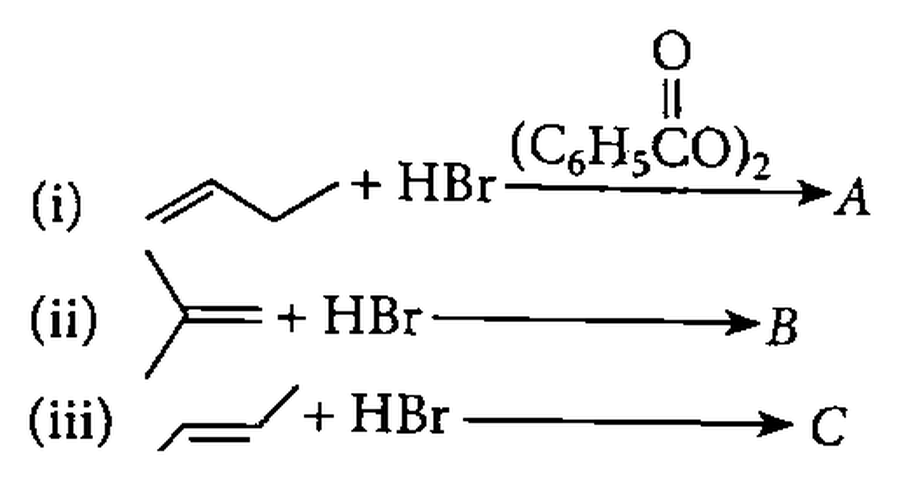 O
||
(C₆H₅CO)₂
(i) + HBr A
(ii) + HBr B
(iii) + HBr C